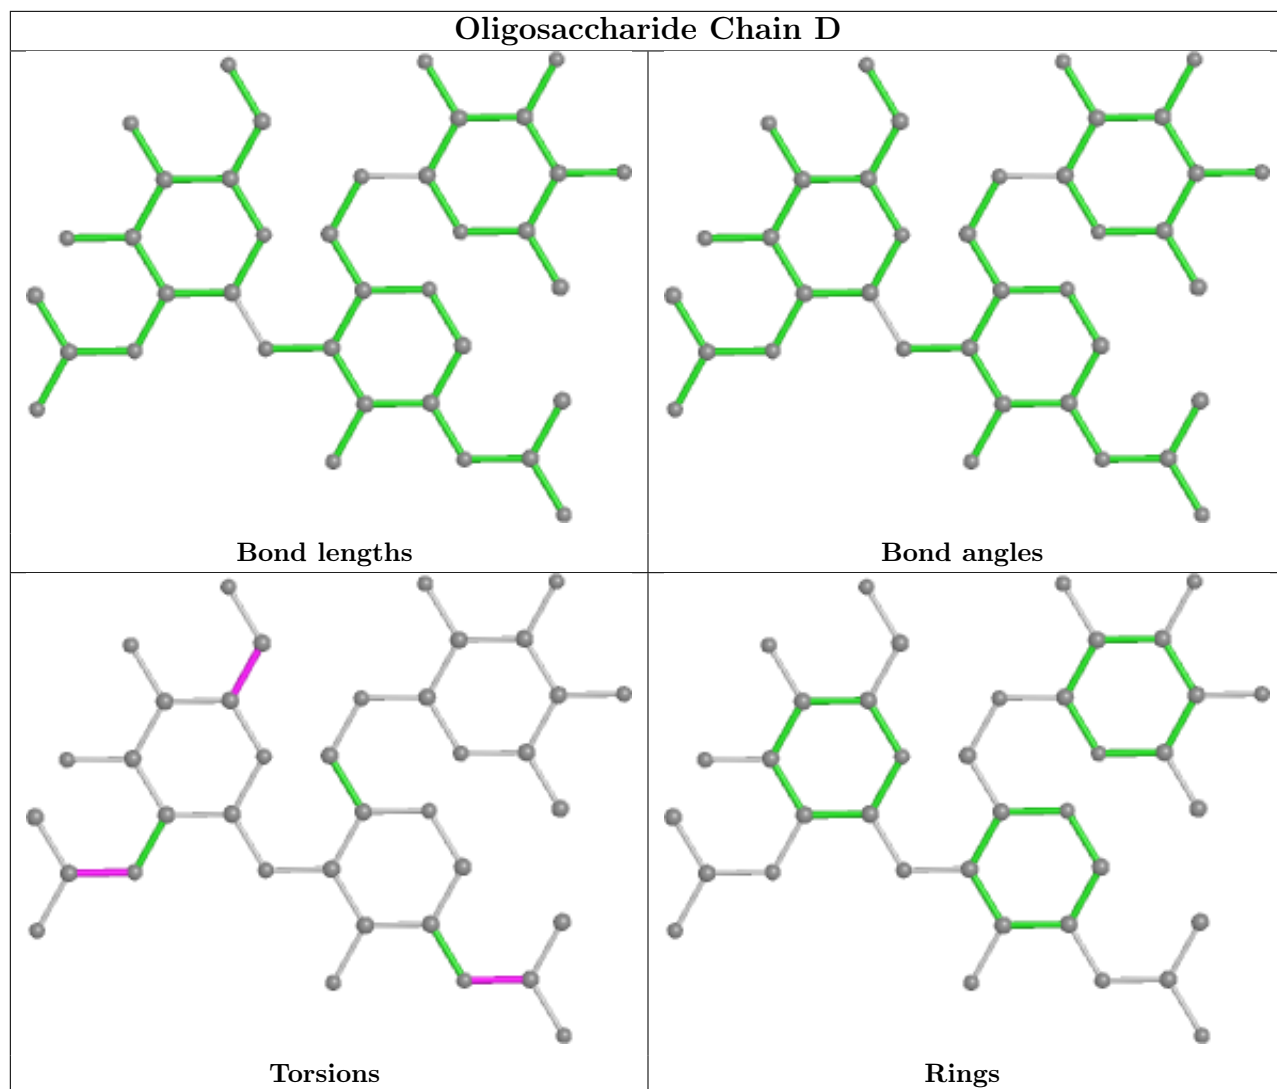 Oligosaccharide Chain D
Bond lengths
Bond angles
Torsions
Rings